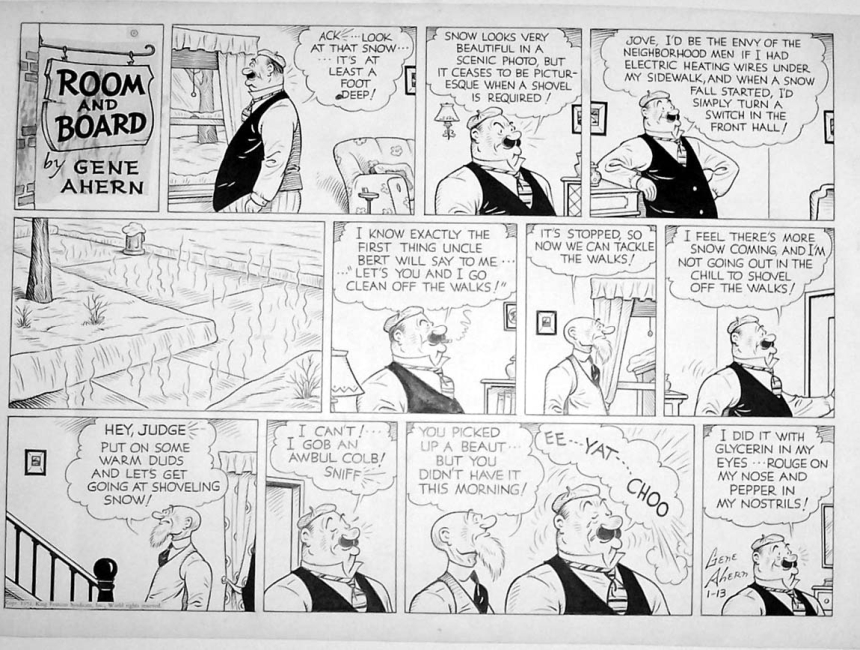 ROOM
AND
BOARD
by GENE
AHERN
ACK---LOOK
AT THAT SNOW---
---IT'S AT
LEAST A
FOOT
DEEP!
SNOW LOOKS VERY
BEAUTIFUL IN A
SCENIC PHOTO, BUT
IT CEASES TO BE PICTUR-
ESQUE WHEN A SHOVEL
IS REQUIRED!
JOVE, I'D BE THE ENVY OF THE
NEIGHBORHOOD MEN IF I HAD
ELECTRIC HEATING WIRES UNDER
MY SIDEWALK, AND WHEN A SNOW
FALL STARTED, I'D
SIMPLY TURN A
SWITCH IN THE
FRONT HALL!
I KNOW EXACTLY THE
FIRST THING UNCLE
BERT WILL SAY TO ME---
---"LET'S YOU AND I GO
CLEAN OFF THE WALKS!"
IT'S STOPPED, SO
NOW WE CAN TACKLE
THE WALKS!
I FEEL THERE'S MORE
SNOW COMING, AND I'M
NOT GOING OUT IN THE
CHILL TO SHOVEL
OFF THE WALKS!
HEY, JUDGE
PUT ON SOME
WARM DUDS
AND LET'S GET
GOING AT SHOVELING
SNOW!
I CAN'T!---
I GOB AN
AWBUL COLB!
SNIFF
YOU PICKED
UP A BEAUT---
BUT YOU
DIDN'T HAVE IT
THIS MORNING!
EE---YAT---
CHOO
I DID IT WITH
GLYCERIN IN MY
EYES---ROUGE ON
MY NOSE AND
PEPPER IN
MY NOSTRILS!
Gene
Ahern
1-13
King Features Syndicate, Inc., World rights reserved.